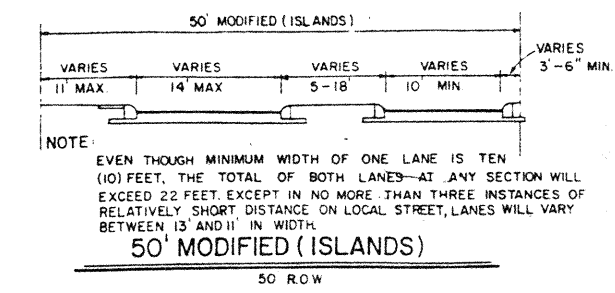 50' MODIFIED (ISLANDS)
VARIES VARIES VARIES VARIES VARIES
11' MAX. 14' MAX 5-18' 10' MIN. 3'-6" MIN.
NOTE:
EVEN THOUGH MINIMUM WIDTH OF ONE LANE IS TEN
(10) FEET, THE TOTAL OF BOTH LANES AT ANY SECTION WILL
EXCEED 22 FEET. EXCEPT IN NO MORE THAN THREE INSTANCES OF
RELATIVELY SHORT DISTANCE ON LOCAL STREET, LANES WILL VARY
BETWEEN 13' AND 11' IN WIDTH.
50' MODIFIED (ISLANDS)
50 R.O.W